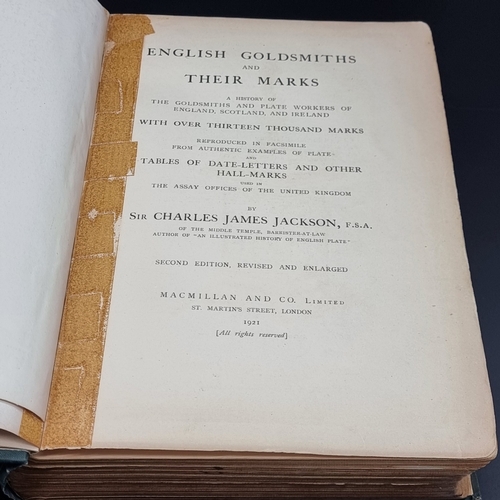 ENGLISH GOLDSMITHS
AND
THEIR MARKS
A HISTORY OF
THE GOLDSMITHS AND PLATE WORKERS OF
ENGLAND, SCOTLAND, AND IRELAND
WITH OVER THIRTEEN THOUSAND MARKS
REPRODUCED IN FACSIMILE
FROM AUTHENTIC EXAMPLES OF PLATE
AND
TABLES OF DATE-LETTERS AND OTHER
HALL-MARKS
USED IN
THE ASSAY OFFICES OF THE UNITED KINGDOM
BY
SIR CHARLES JAMES JACKSON, F.S.A.
OF THE MIDDLE TEMPLE, BARRISTER-AT-LAW
AUTHOR OF "AN ILLUSTRATED HISTORY OF ENGLISH PLATE"
SECOND EDITION, REVISED AND ENLARGED
MACMILLAN AND CO. LIMITED
ST. MARTIN'S STREET, LONDON
1921
[All rights reserved]